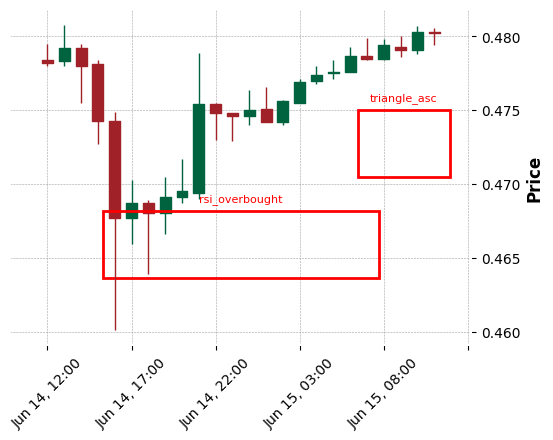 0.480
triangle_asc
0.475
0.470
Price
rsi_overbought
0.465
0.460
Jun 14, 12:00
Jun 14, 17:00
Jun 14, 22:00
Jun 15, 03:00
Jun 15, 08:00